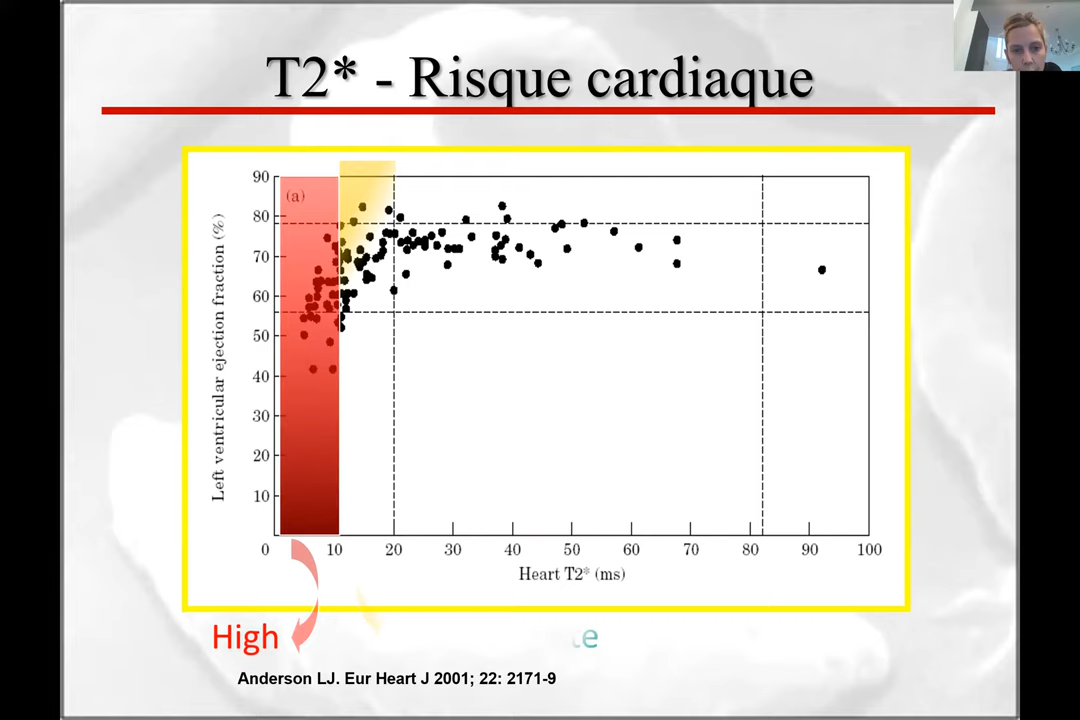 T2* - Risque cardiaque
(a)
90
80
70
60
50
40
30
20
10
Left ventricular ejection fraction (%)
0 10 20 30 40 50 60 70 80 90 100
Heart T2* (ms)
High
Anderson LJ. Eur Heart J 2001; 22: 2171-9